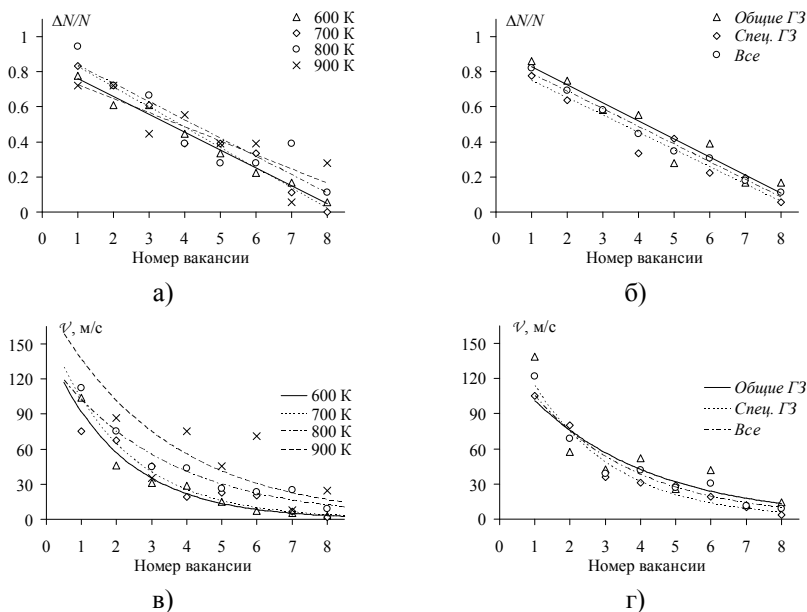 ΔN/N
600 К
700 К
800 К
900 К
1
0.8
0.6
0.4
0.2
0
0 1 2 3 4 5 6 7 8
Номер вакансии
а)
ΔN/N
Общие ГЗ
Спец. ГЗ
Все
1
0.8
0.6
0.4
0.2
0
0 1 2 3 4 5 6 7 8
Номер вакансии
б)
𝒱, м/с
150
120
90
60
30
0
600 К
700 К
800 К
900 К
0 1 2 3 4 5 6 7 8
Номер вакансии
в)
𝒱, м/с
150
120
90
60
30
0
Общие ГЗ
Спец. ГЗ
Все
0 1 2 3 4 5 6 7 8
Номер вакансии
г)